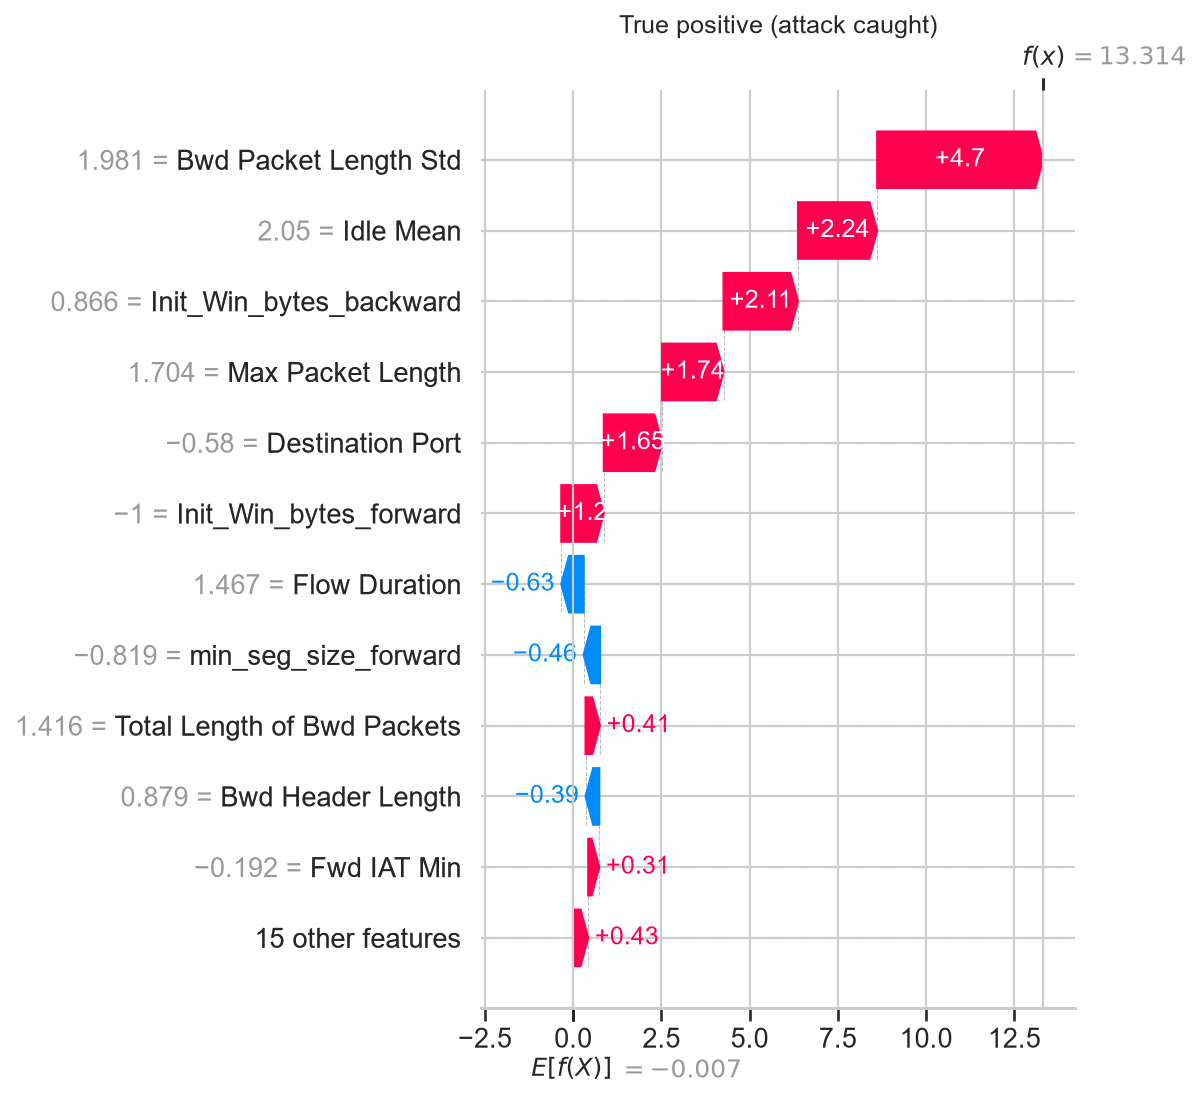 True positive (attack caught)
f(x) = 13.314
1.981 = Bwd Packet Length Std
+4.7
2.05 = Idle Mean
+2.24
0.866 = Init_Win_bytes_backward
+2.11
1.704 = Max Packet Length
+1.74
−0.58 = Destination Port
+1.65
−1 = Init_Win_bytes_forward
+1.2
1.467 = Flow Duration
−0.63
−0.819 = min_seg_size_forward
−0.46
1.416 = Total Length of Bwd Packets
+0.41
0.879 = Bwd Header Length
−0.39
−0.192 = Fwd IAT Min
+0.31
15 other features
+0.43
−2.5 0.0 2.5 5.0 7.5 10.0 12.5
E[f(X)] = −0.007